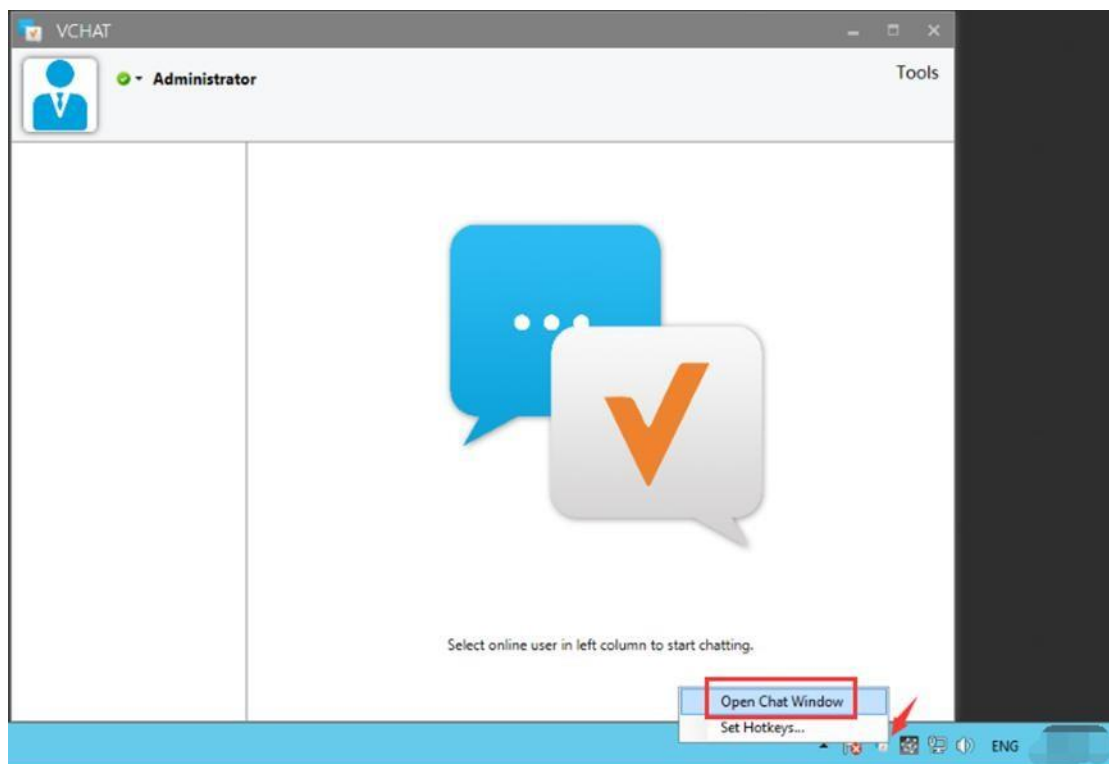 VCHAT
Administrator
Tools
Select online user in left column to start chatting.
Open Chat Window
Set Hotkeys...
ENG